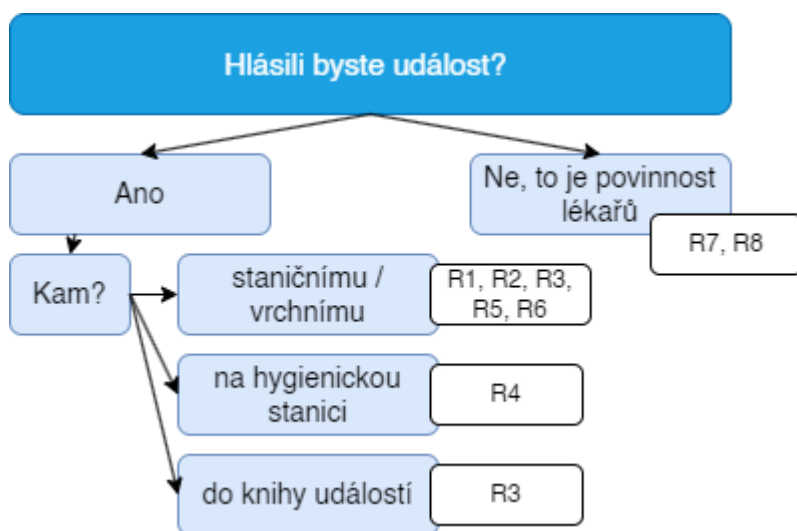 Hlásili byste událost?
Ano
Ne, to je povinnost
lékařů
R7, R8
Kam?
staničnímu /
vrchnímu
R1, R2, R3,
R5, R6
na hygienickou
stanici
R4
do knihy událostí
R3